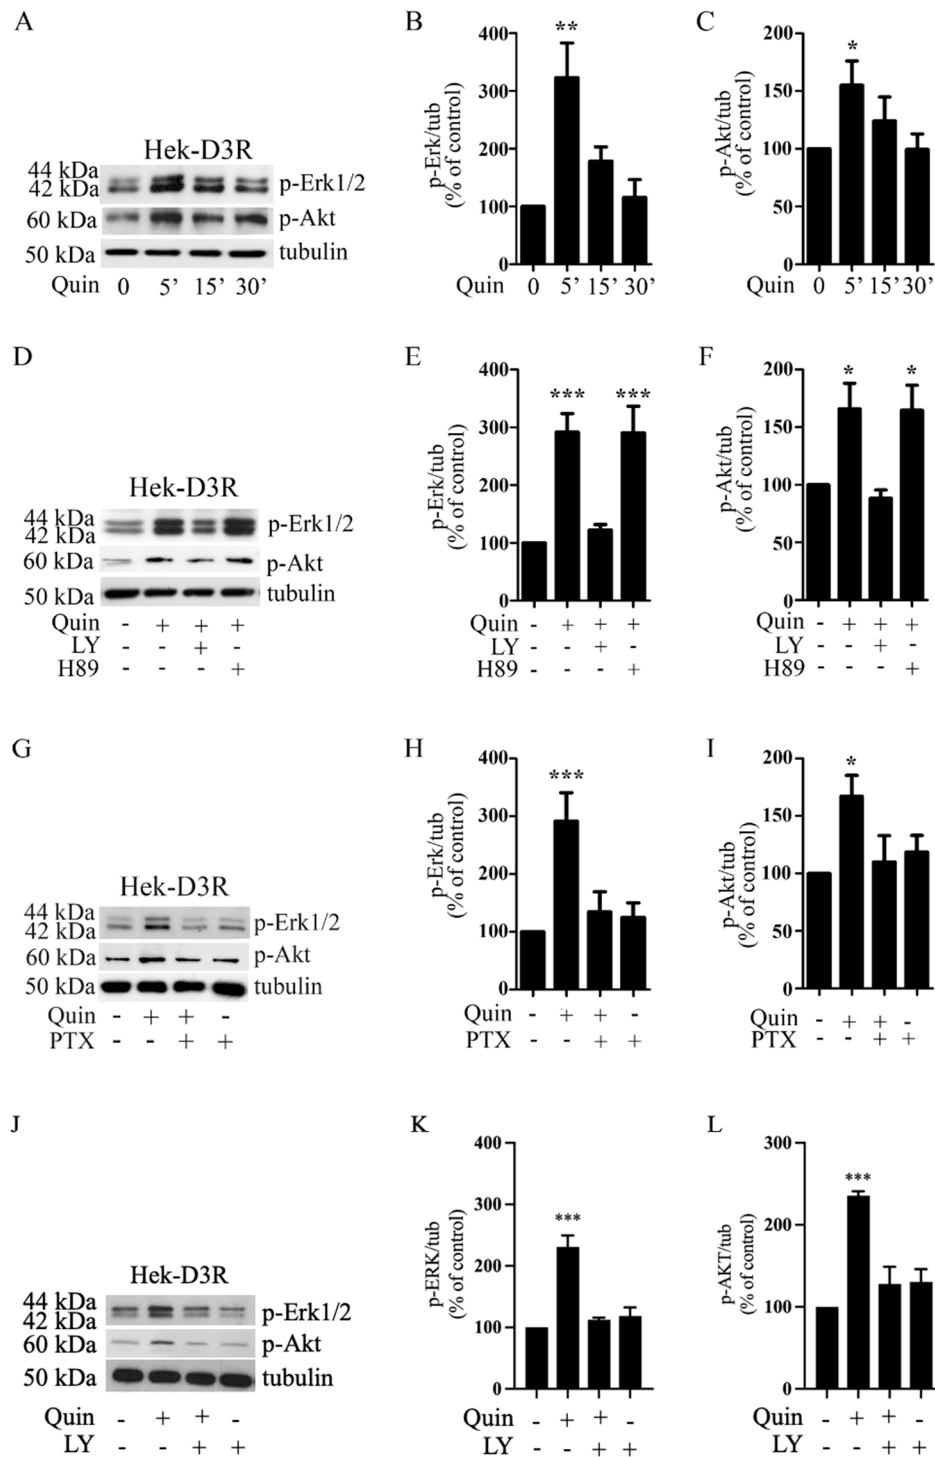 A
Hek-D3R
44 kDa
42 kDa
p-Erk1/2
60 kDa
p-Akt
50 kDa
tubulin
Quin 0 5’ 15’ 30’
B
p-Erk/tub
(% of control)
400
300
200
100
0
**
Quin 0 5’ 15’ 30’
C
p-Akt/tub
(% of control)
200
150
100
50
0
*
Quin 0 5’ 15’ 30’
D
Hek-D3R
44 kDa
42 kDa
p-Erk1/2
60 kDa
p-Akt
50 kDa
tubulin
Quin - + + +
LY - - + -
H89 - - - +
E
p-Erk/tub
(% of control)
400
300
200
100
0
*** ***
Quin - + + +
LY - - + -
H89 - - - +
F
p-Akt/tub
(% of control)
200
150
100
50
0
* *
Quin - + + +
LY - - + -
H89 - - - +
G
Hek-D3R
44 kDa
42 kDa
p-Erk1/2
60 kDa
p-Akt
50 kDa
tubulin
Quin - + + -
PTX - - + +
H
p-Erk/tub
(% of control)
400
300
200
100
0
***
Quin - + + -
PTX - - + +
I
p-Akt/tub
(% of control)
200
150
100
50
0
*
Quin - + + -
PTX - - + +
J
Hek-D3R
44 kDa
42 kDa
p-Erk1/2
60 kDa
p-Akt
50 kDa
tubulin
Quin - + + -
LY - - + +
K
p-ERK/tub
(% of control)
400
300
200
100
0
***
Quin - + + -
LY - - + +
L
p-AKT/tub
(% of control)
300
200
100
0
***
Quin - + + -
LY - - + +